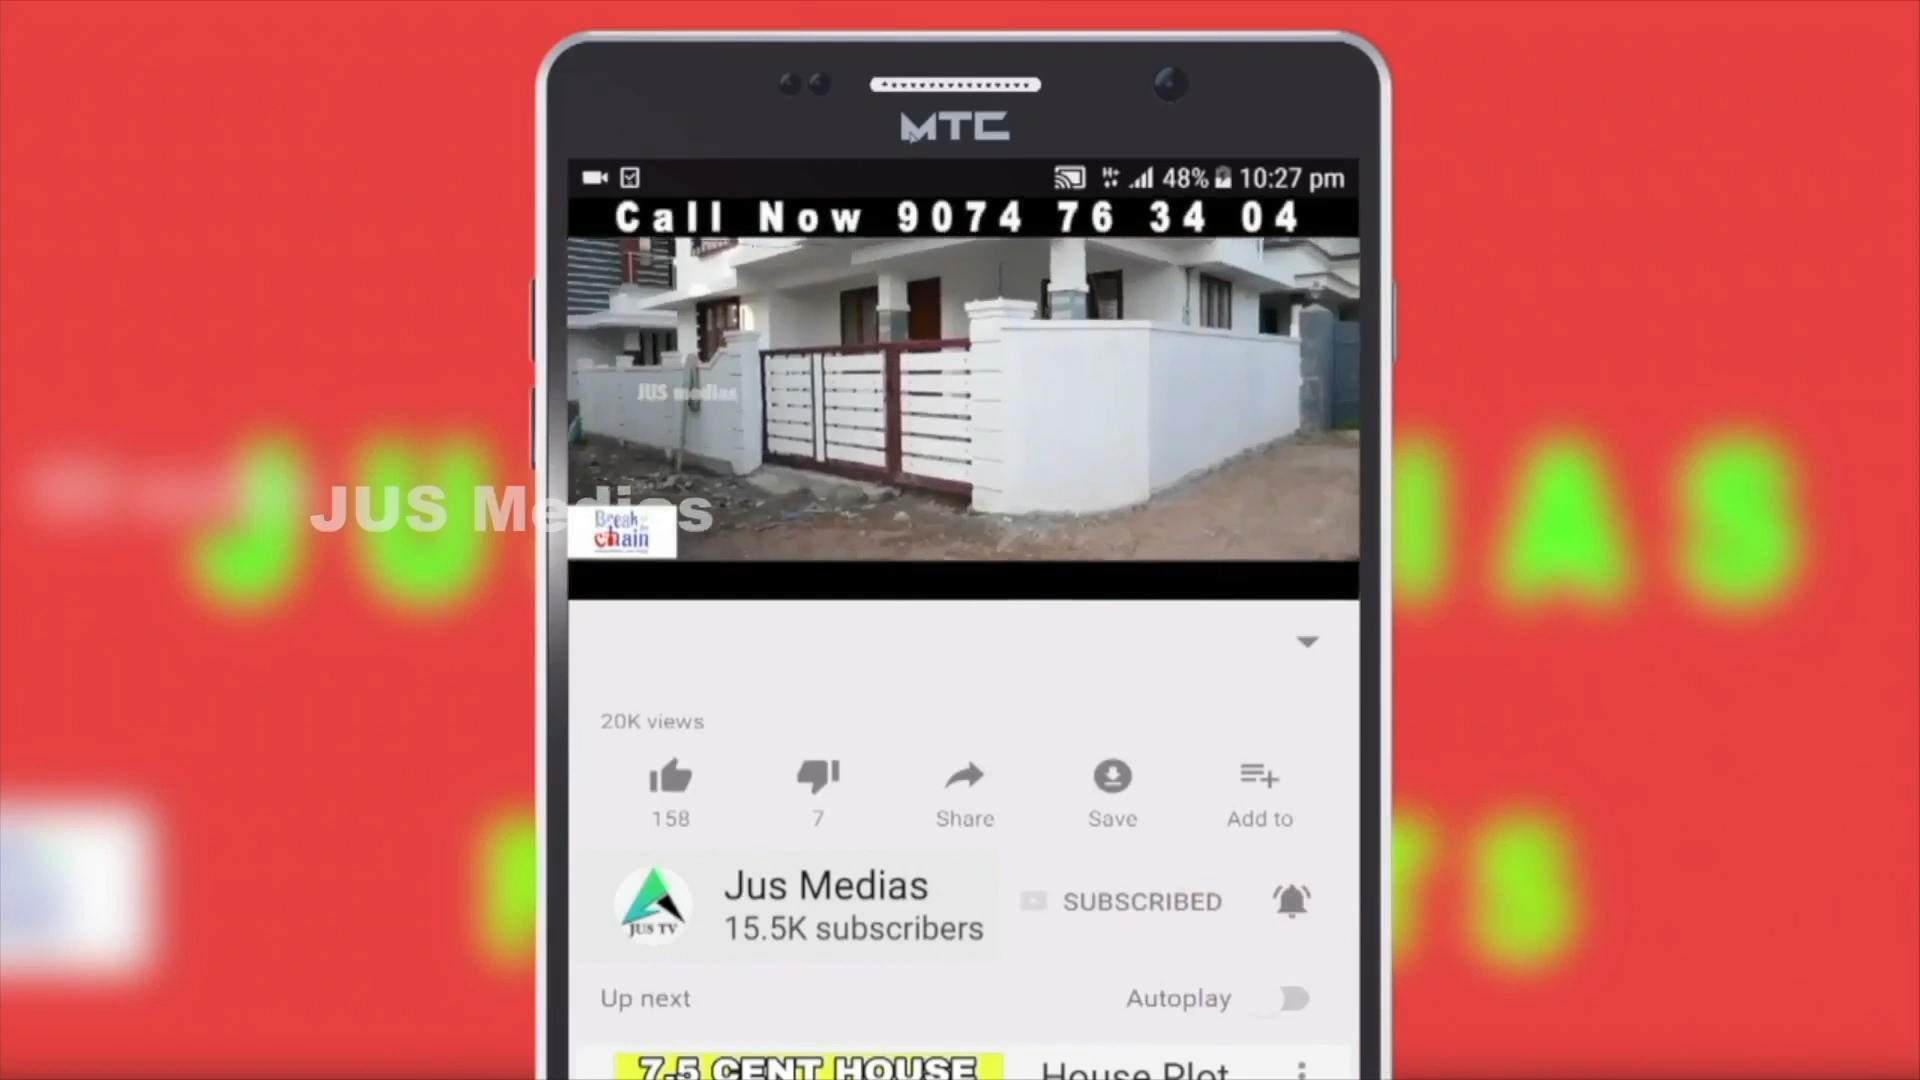 MTC
48% 10:27 pm
Call Now 9074 76 34 04
JUS medias
JUS Medias
Break
the
chain
20K views
158
7
Share
Save
Add to
Jus Medias
15.5K subscribers
SUBSCRIBED
JUS TV
Up next
Autoplay
7.5 CENT HOUSE
House Plot